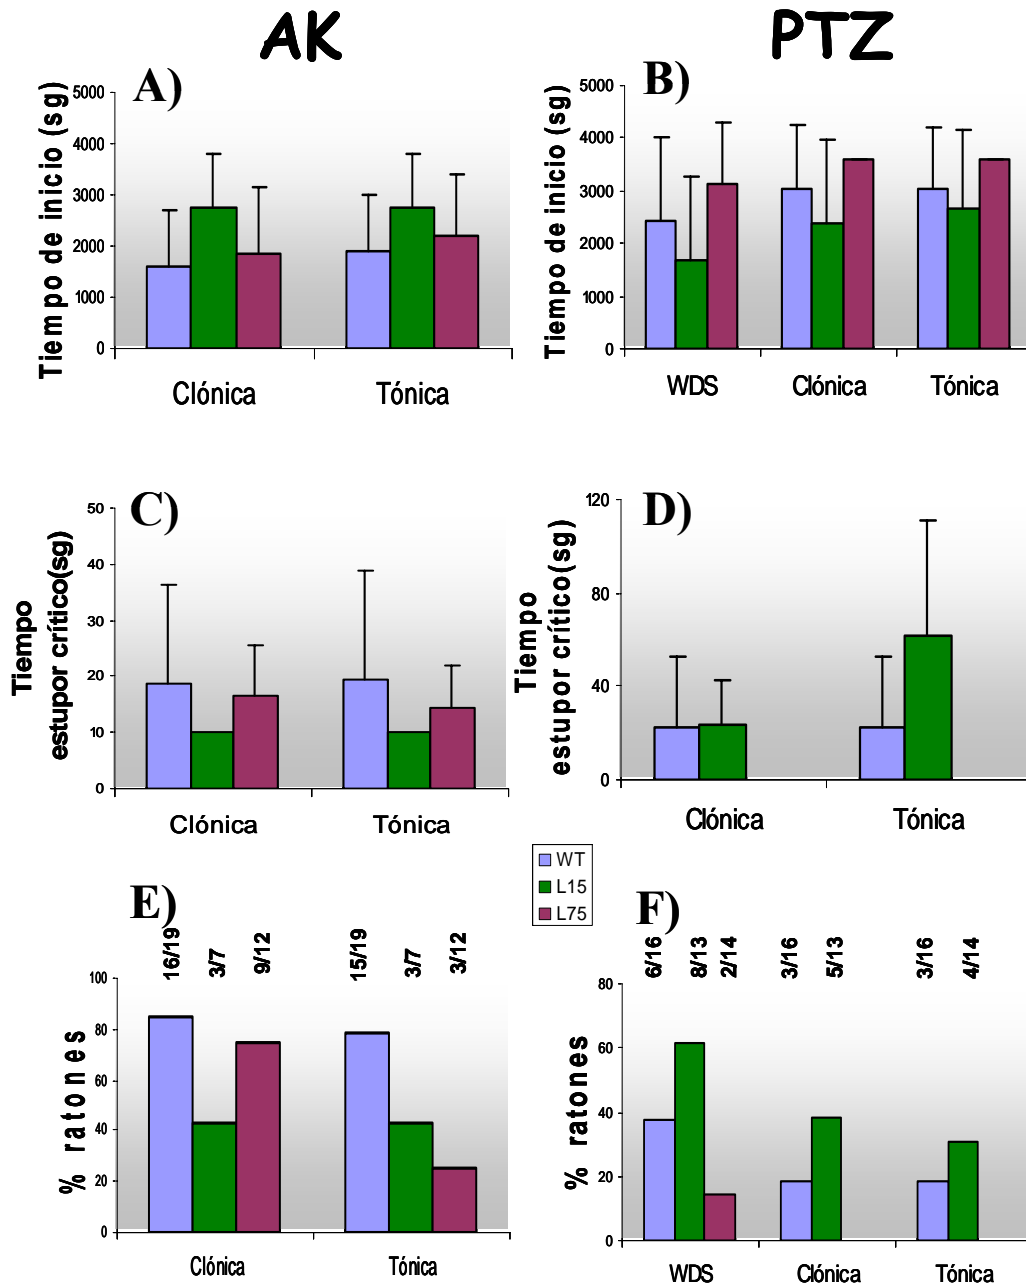 AK
PTZ
A)
Tiempo de inicio (sg)
5000
4000
3000
2000
1000
0
Clónica
Tónica
B)
Tiempo de inicio (sg)
5000
4000
3000
2000
1000
0
WDS
Clónica
Tónica
C)
Tiempo
estupor crítico(sg)
50
40
30
20
10
0
Clónica
Tónica
D)
Tiempo
estupor crítico(sg)
120
80
40
0
Clónica
Tónica
WT
L15
L75
E)
16/19
3/7
9/12
15/19
3/7
3/12
% ratones
100
80
60
40
20
0
Clónica
Tónica
F)
6/16
8/13
2/14
3/16
5/13
3/16
4/14
% ratones
80
60
40
20
0
WDS
Clónica
Tónica